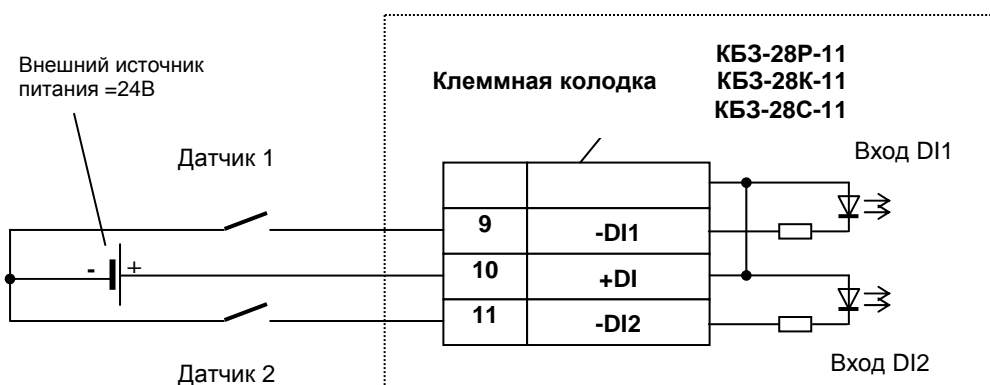 Внешний источник
питания =24В
Клеммная колодка
КБЗ-28Р-11
КБЗ-28К-11
КБЗ-28С-11
Датчик 1
Вход DI1
9 -DI1
- + 10 +DI
11 -DI2
Датчик 2
Вход DI2